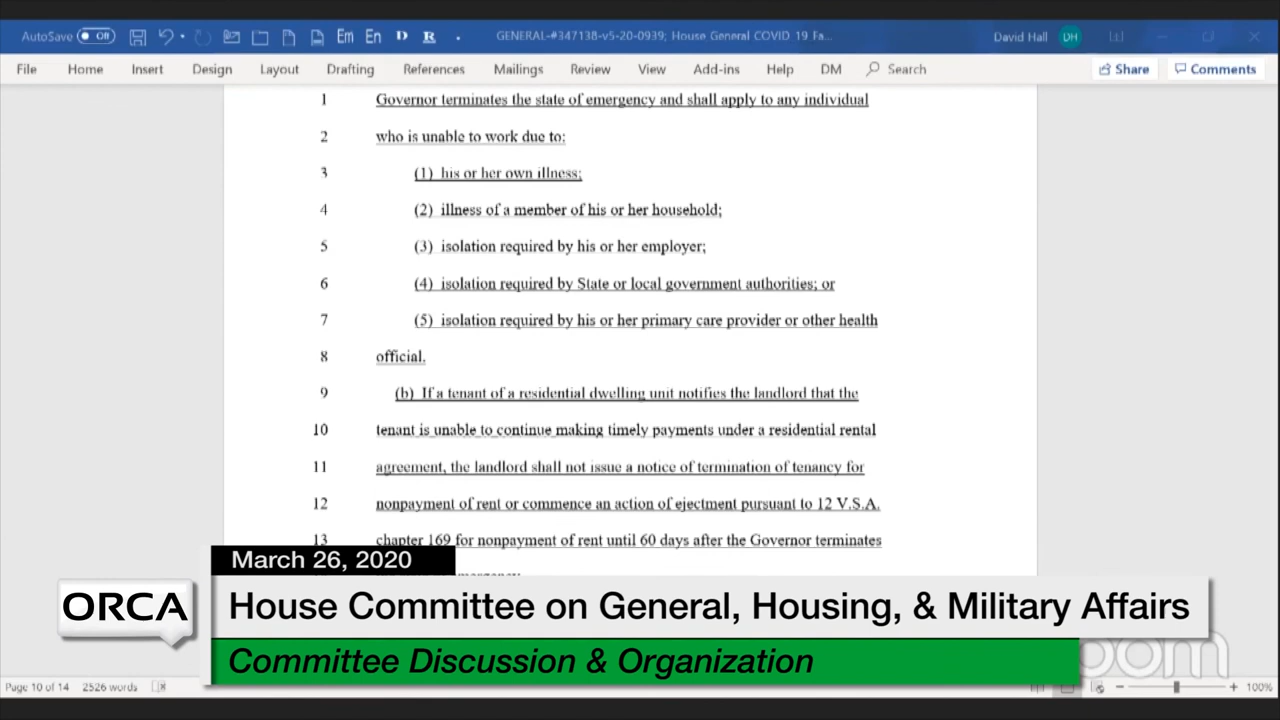 AutoSave Off Em En D R GENERAL-#347138-v5-20-0939; House General COVID 19 Fa... David Hall DH
File Home Insert Design Layout Drafting References Mailings Review View Add-ins Help DM Search Share Comments
1 Governor terminates the state of emergency and shall apply to any individual
2 who is unable to work due to:
3 (1) his or her own illness;
4 (2) illness of a member of his or her household;
5 (3) isolation required by his or her employer;
6 (4) isolation required by State or local government authorities; or
7 (5) isolation required by his or her primary care provider or other health
8 official.
9 (b) If a tenant of a residential dwelling unit notifies the landlord that the
10 tenant is unable to continue making timely payments under a residential rental
11 agreement, the landlord shall not issue a notice of termination of tenancy for
12 nonpayment of rent or commence an action of ejectment pursuant to 12 V.S.A.
13 chapter 169 for nonpayment of rent until 60 days after the Governor terminates
March 26, 2020
ORCA
House Committee on General, Housing, & Military Affairs
Committee Discussion & Organization
Page 10 of 14 2526 words 100%